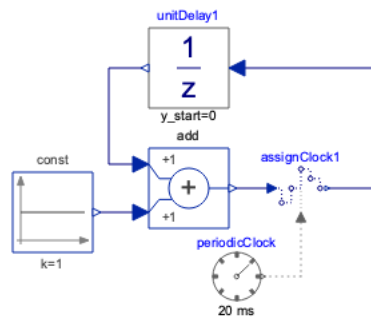 unitDelay1
1
z
y_start=0
add
const
+1
assignClock1
+
+1
periodicClock
k=1
20 ms